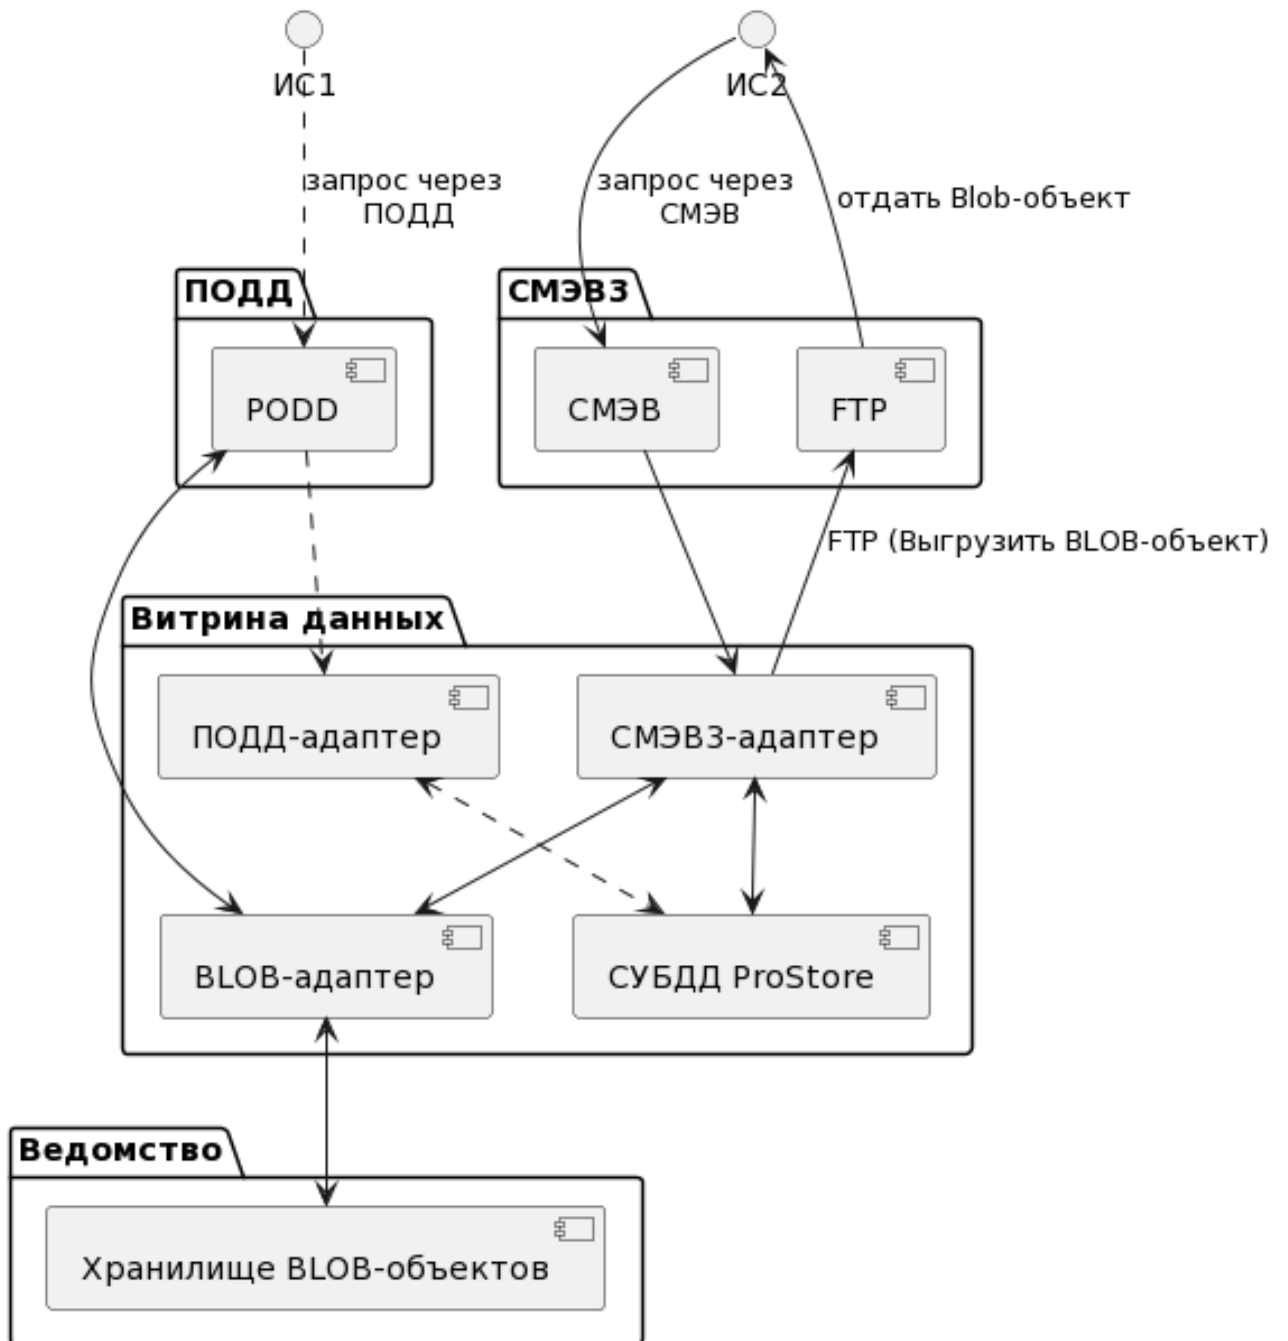 ИС1
ИС2
запрос через
ПОДД
запрос через
СМЭВ
отдать Blob-объект
ПОДД
СМЭВ3
PODD
СМЭВ
FTP
FTP (Выгрузить BLOB-объект)
Витрина данных
ПОДД-адаптер
СМЭВ3-адаптер
BLOB-адаптер
СУБДД ProStore
Ведомство
Хранилище BLOB-объектов